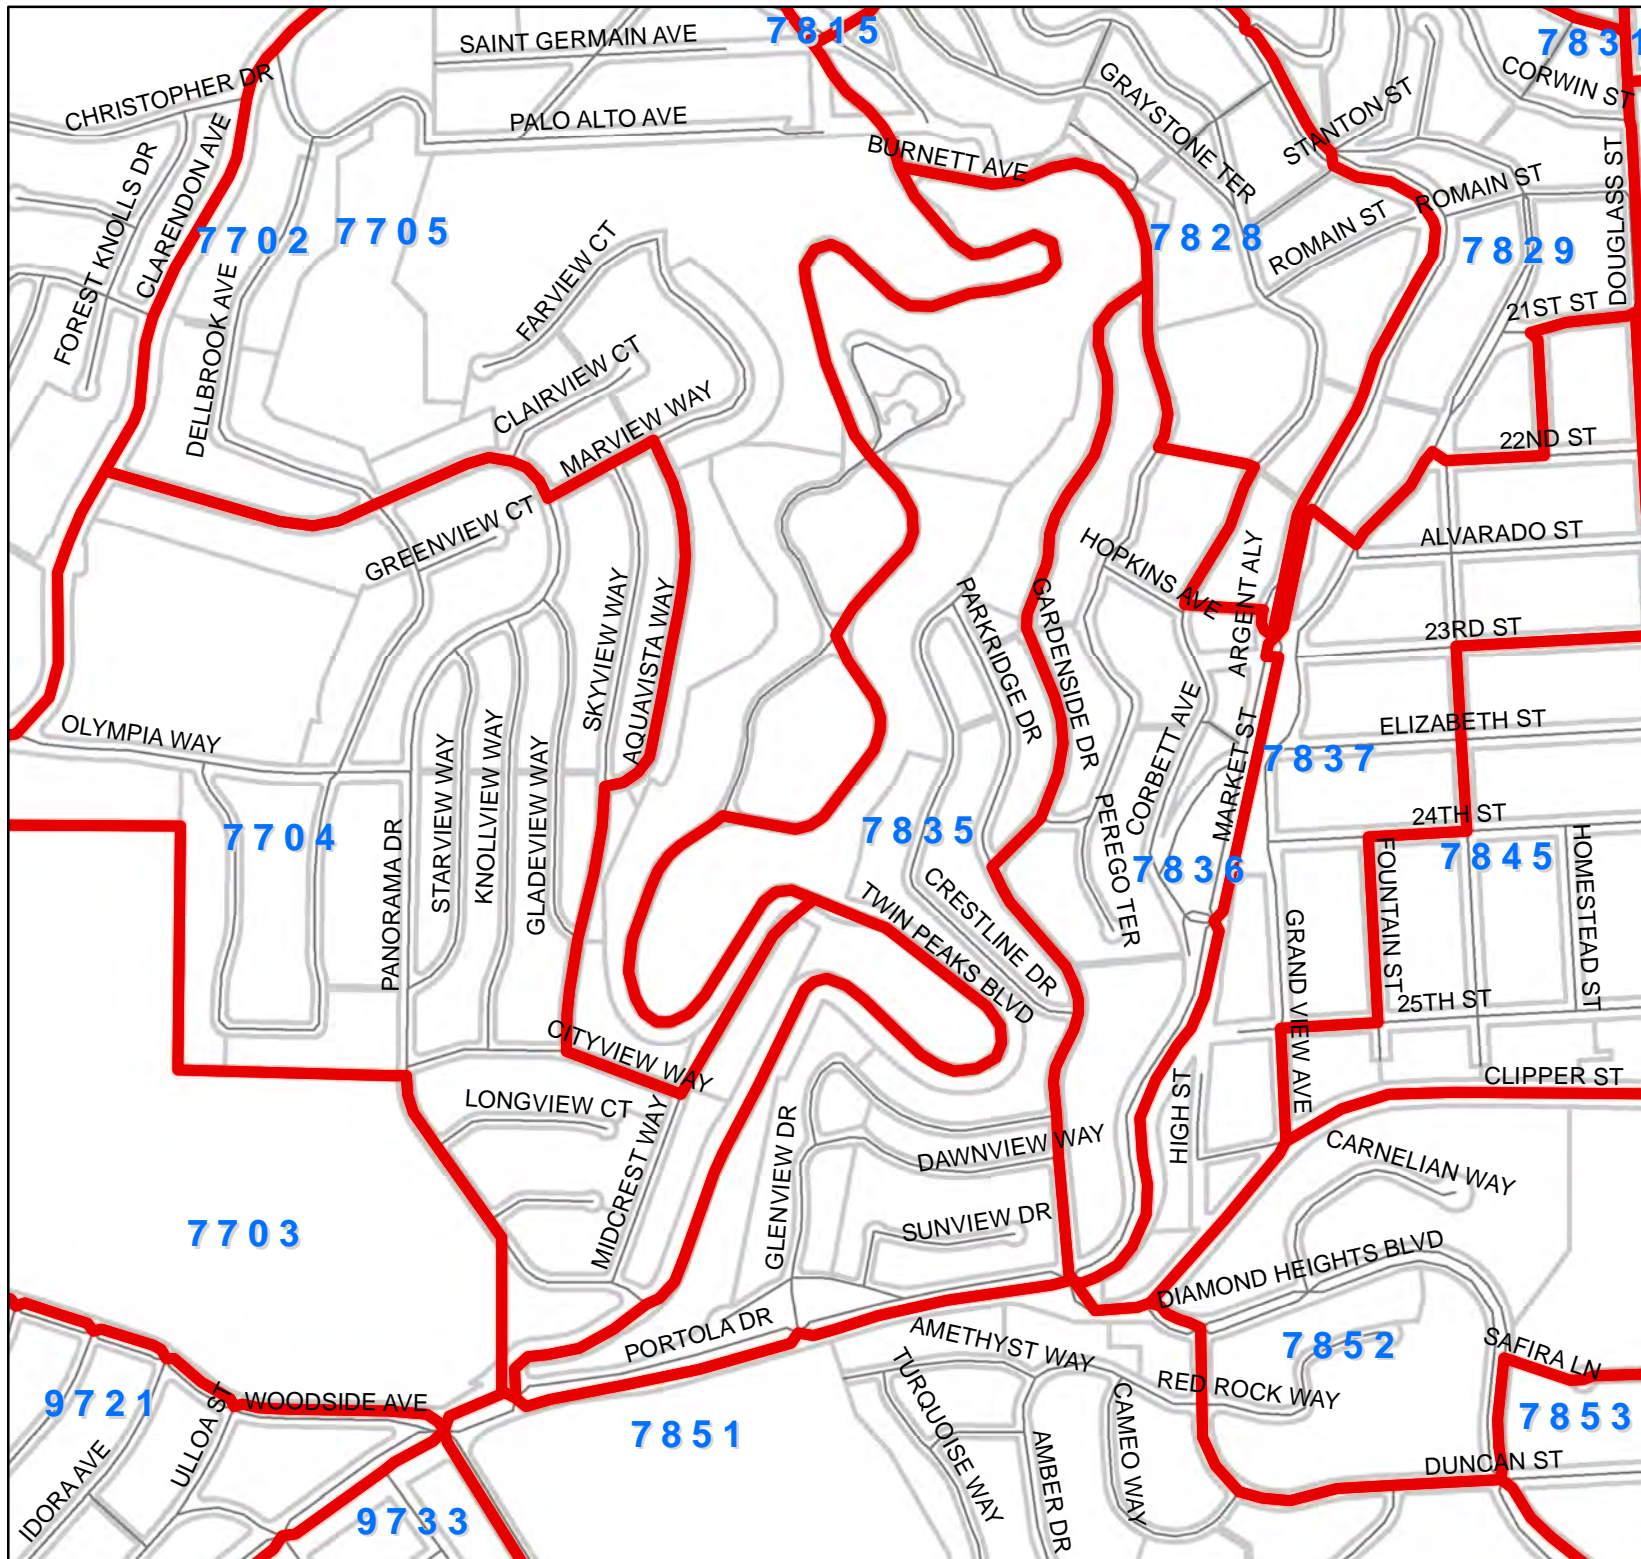 7815
SAINT GERMAIN AVE
7831
CORWIN ST
CHRISTOPHER DR
GRAYSTONE TER
STANTON ST
PALO ALTO AVE
BURNETT AVE
FOREST KNOLLS DR
CLARENDON AVE
DOUGLASS ST
ROMAIN ST
ROMAIN ST
7702
7705
7828
7829
FARVIEW CT
DELLBROOK AVE
21ST ST
CLAIRVIEW CT
MARVIEW WAY
22ND ST
GREENVIEW CT
ALVARADO ST
HOPKINS AVE
ARGENT ALY
SKYVIEW WAY
AQUAVISTA WAY
PARKRIDGE DR
GARDENSIDE DR
23RD ST
OLYMPIA WAY
STARVIEW WAY
KNOLLVIEW WAY
GLADEVIEW WAY
CORBETT AVE
MARKET ST
ELIZABETH ST
7837
7704
PANORAMA DR
7835
PEREGO TER
7836
24TH ST
7845
FOUNTAIN ST
HOMESTEAD ST
CRESTLINE DR
TWIN PEAKS BLVD
GRAND VIEW AVE
25TH ST
CITYVIEW WAY
LONGVIEW CT
MIDCREST WAY
HIGH ST
CLIPPER ST
GLENVIEW DR
DAWNVIEW WAY
CARNELIAN WAY
7703
SUNVIEW DR
DIAMOND HEIGHTS BLVD
PORTOLA DR
AMETHYST WAY
7852
SAFIRA LN
9721
WOODSIDE AVE
ULLOA ST
TURQUOISE WAY
CAMEO WAY
RED ROCK WAY
7853
7851
AMBER DR
DUNCAN ST
IDORA AVE
9733